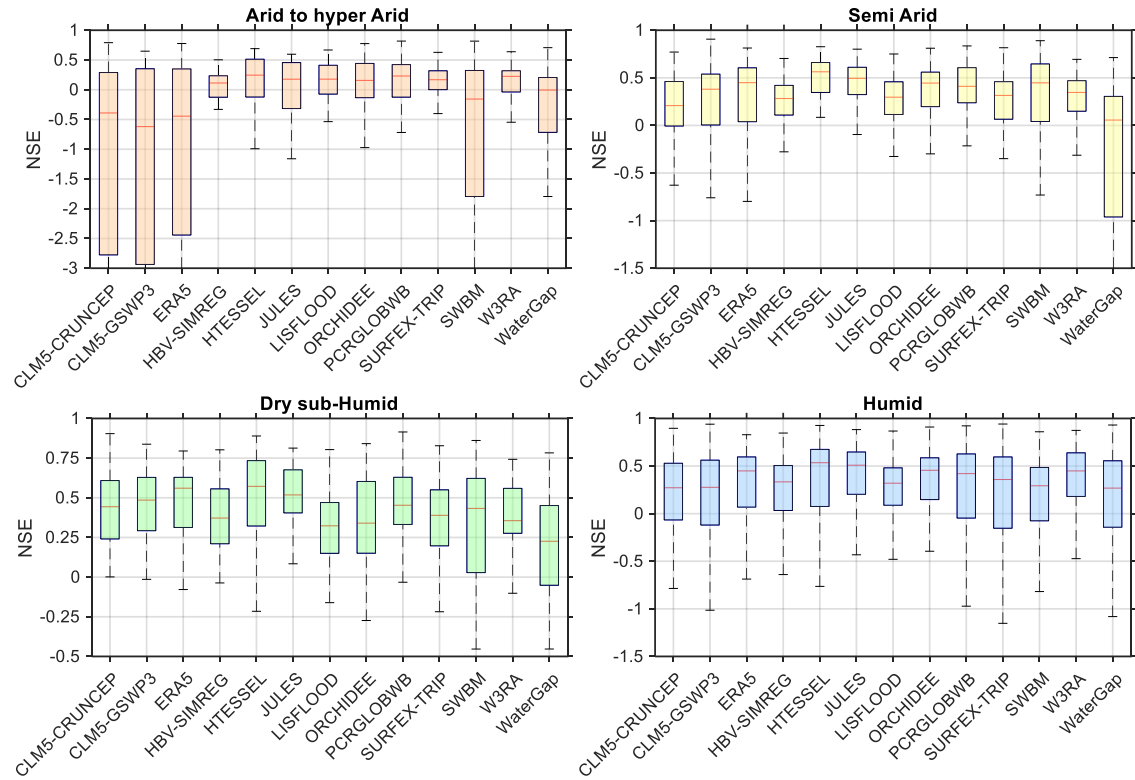 Arid to hyper Arid
1
0.5
0
-0.5
-1
-1.5
-2
-2.5
-3
NSE
CLM5-CRUNCEP
CLM5-GSWP3
ERA5
HBV-SIMREG
HTESSEL
JULES
LISFLOOD
ORCHIDEE
PCRGLOBWB
SURFEX-TRIP
SWBM
W3RA
WaterGap
Semi Arid
1
0.5
0
-0.5
-1
-1.5
NSE
CLM5-CRUNCEP
CLM5-GSWP3
ERA5
HBV-SIMREG
HTESSEL
JULES
LISFLOOD
ORCHIDEE
PCRGLOBWB
SURFEX-TRIP
SWBM
W3RA
WaterGap
Dry sub-Humid
1
0.75
0.5
0.25
0
-0.25
-0.5
NSE
CLM5-CRUNCEP
CLM5-GSWP3
ERA5
HBV-SIMREG
HTESSEL
JULES
LISFLOOD
ORCHIDEE
PCRGLOBWB
SURFEX-TRIP
SWBM
W3RA
WaterGap
Humid
1
0.5
0
-0.5
-1
-1.5
NSE
CLM5-CRUNCEP
CLM5-GSWP3
ERA5
HBV-SIMREG
HTESSEL
JULES
LISFLOOD
ORCHIDEE
PCRGLOBWB
SURFEX-TRIP
SWBM
W3RA
WaterGap